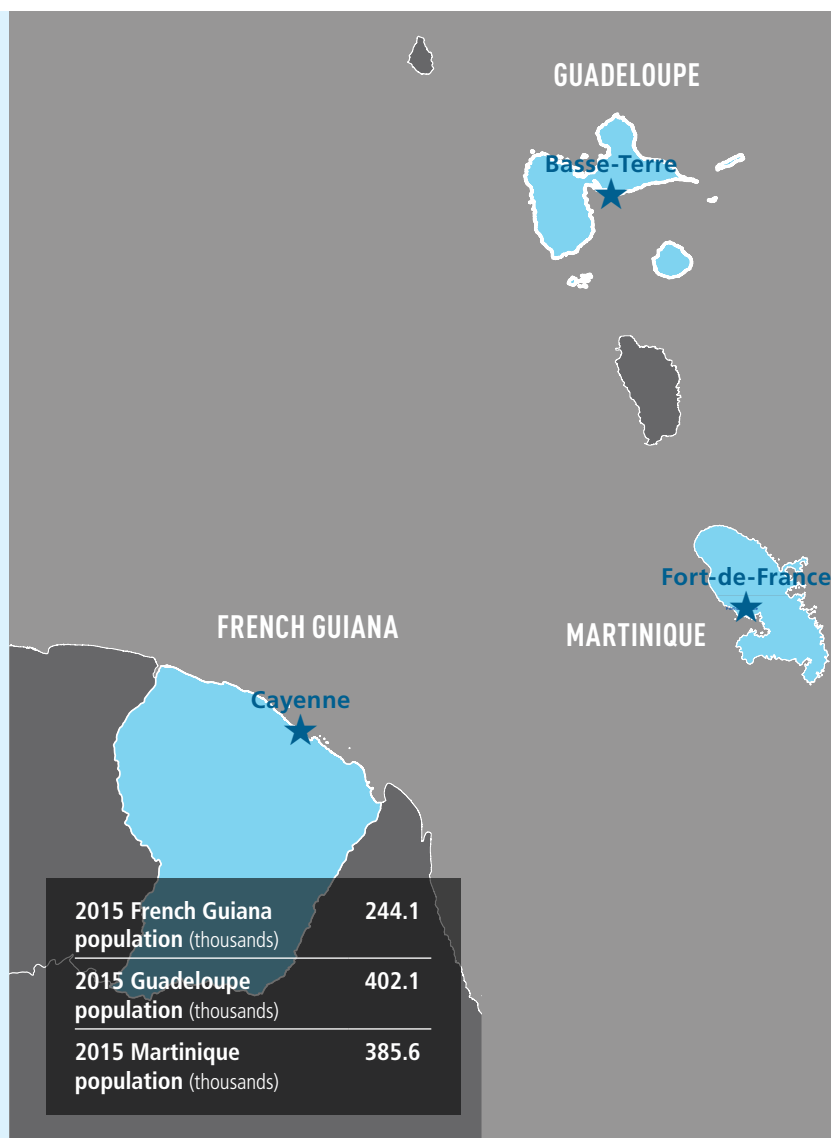 GUADELOUPE
Basse-Terre
Fort-de-France
MARTINIQUE
FRENCH GUIANA
Cayenne
2015 French Guiana 244.1
population (thousands)
2015 Guadeloupe 402.1
population (thousands)
2015 Martinique 385.6
population (thousands)